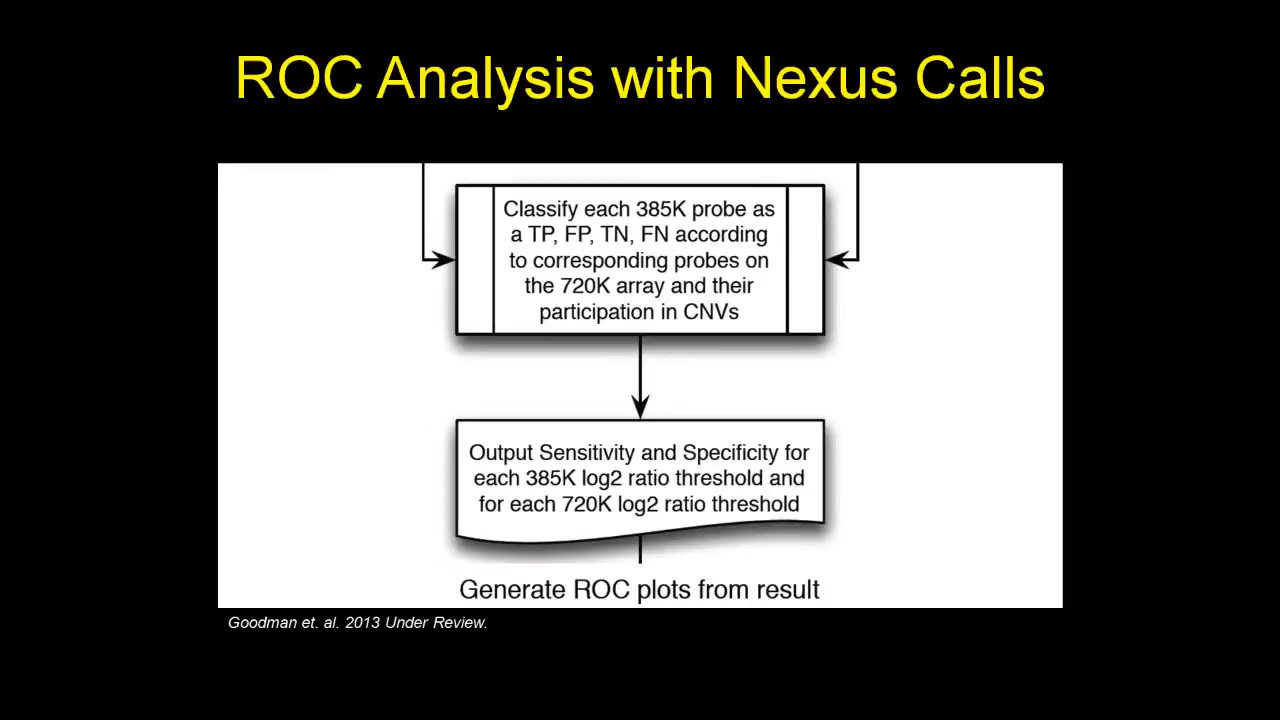 ROC Analysis with Nexus Calls
Classify each 385K probe as
a TP, FP, TN, FN according
to corresponding probes on
the 720K array and their
participation in CNVs
Output Sensitivity and Specificity for
each 385K log2 ratio threshold and
for each 720K log2 ratio threshold
Generate ROC plots from result
Goodman et. al. 2013 Under Review.